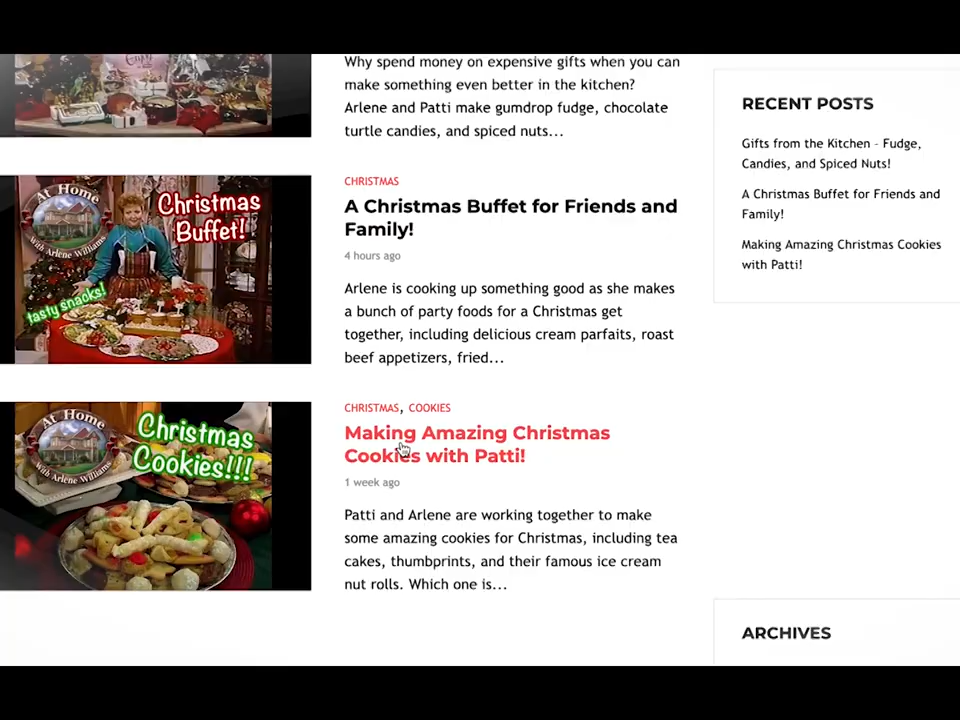 Enjoy!
Why spend money on expensive gifts when you can
make something even better in the kitchen?
Arlene and Patti make gumdrop fudge, chocolate
turtle candies, and spiced nuts...
At Home
With Arlene Williams
Christmas
Buffet!
tasty snacks!
CHRISTMAS
A Christmas Buffet for Friends and
Family!
4 hours ago
Arlene is cooking up something good as she makes
a bunch of party foods for a Christmas get
together, including delicious cream parfaits, roast
beef appetizers, fried...
At Home
With Arlene Williams
Christmas
Cookies!!!
CHRISTMAS, COOKIES
Making Amazing Christmas
Cookies with Patti!
1 week ago
Patti and Arlene are working together to make
some amazing cookies for Christmas, including tea
cakes, thumbprints, and their famous ice cream
nut rolls. Which one is...
RECENT POSTS
Gifts from the Kitchen – Fudge,
Candies, and Spiced Nuts!
A Christmas Buffet for Friends and
Family!
Making Amazing Christmas Cookies
with Patti!
ARCHIVES